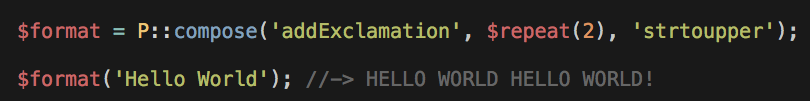 $format = P::compose('addExclamation', $repeat(2), 'strtoupper');
$format('Hello World'); //–> HELLO WORLD HELLO WORLD!